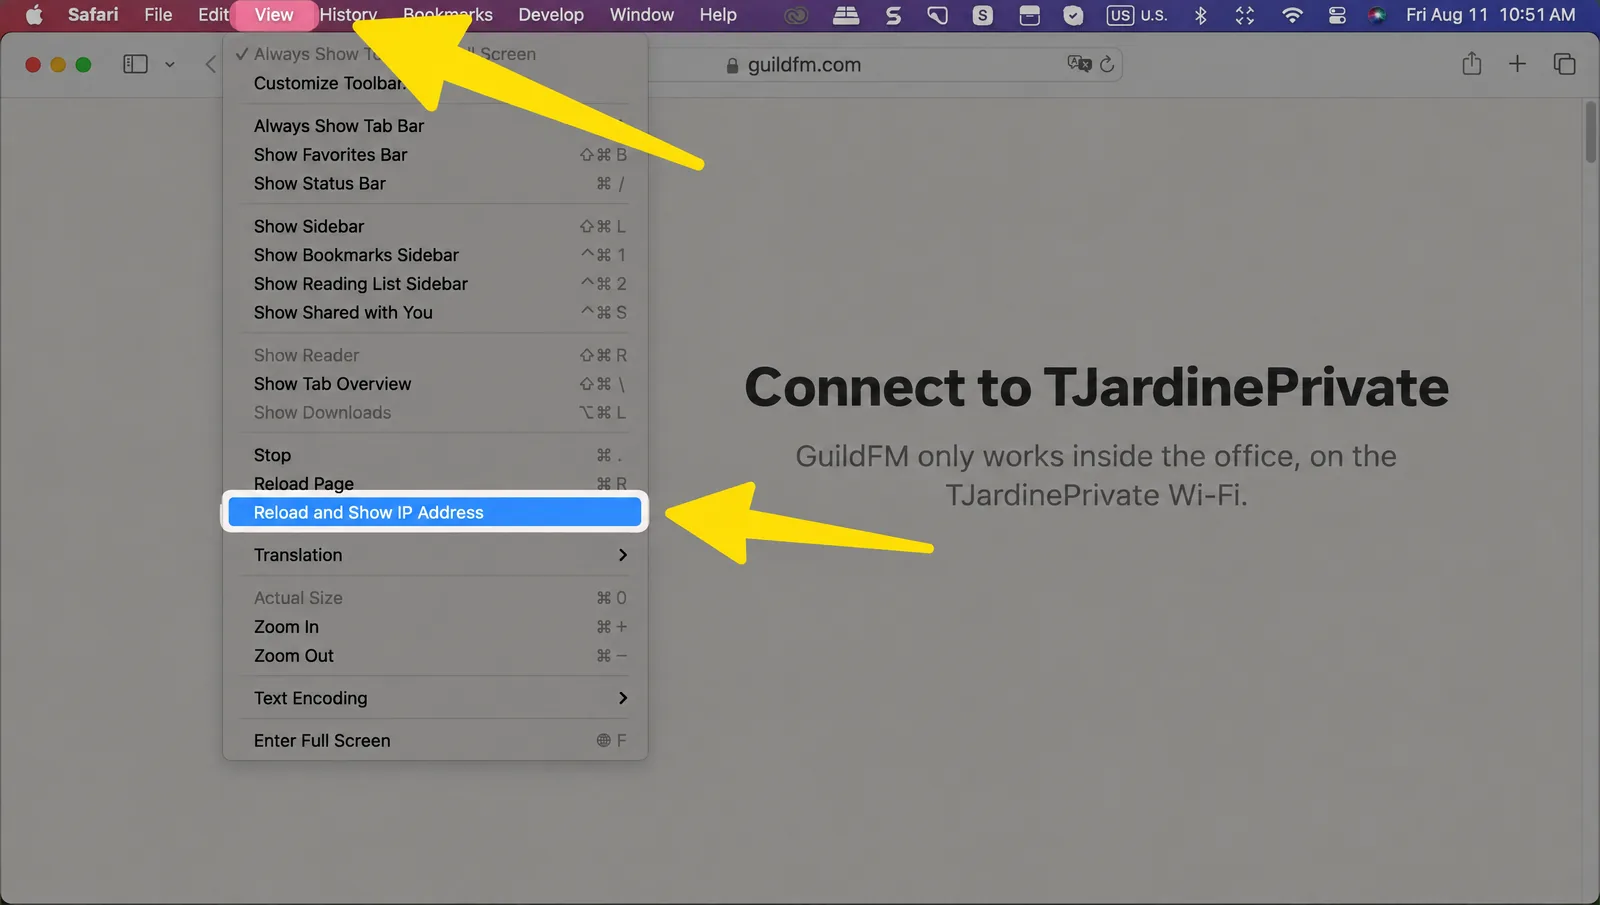 Safari File Edit View History Bookmarks Develop Window Help S S US U.S. Fri Aug 11 10:51 AM
guildfm.com
✓ Always Show Screen
Customize Toolbar
Always Show Tab Bar
Show Favorites Bar ⇧⌘ B
Show Status Bar ⌘ /
Show Sidebar ⇧⌘ L
Show Bookmarks Sidebar ^⌘ 1
Show Reading List Sidebar ^⌘ 2
Show Shared with You ^⌘ S
Show Reader ⇧⌘ R
Show Tab Overview ⇧⌘ \
Show Downloads ⌥⌘ L
Stop ⌘ .
Reload Page ⌘ R
Reload and Show IP Address
Translation
Actual Size ⌘ 0
Zoom In ⌘ +
Zoom Out ⌘ −
Text Encoding
Enter Full Screen F
Connect to TJardinePrivate
GuildFM only works inside the office, on the
TJardinePrivate Wi-Fi.